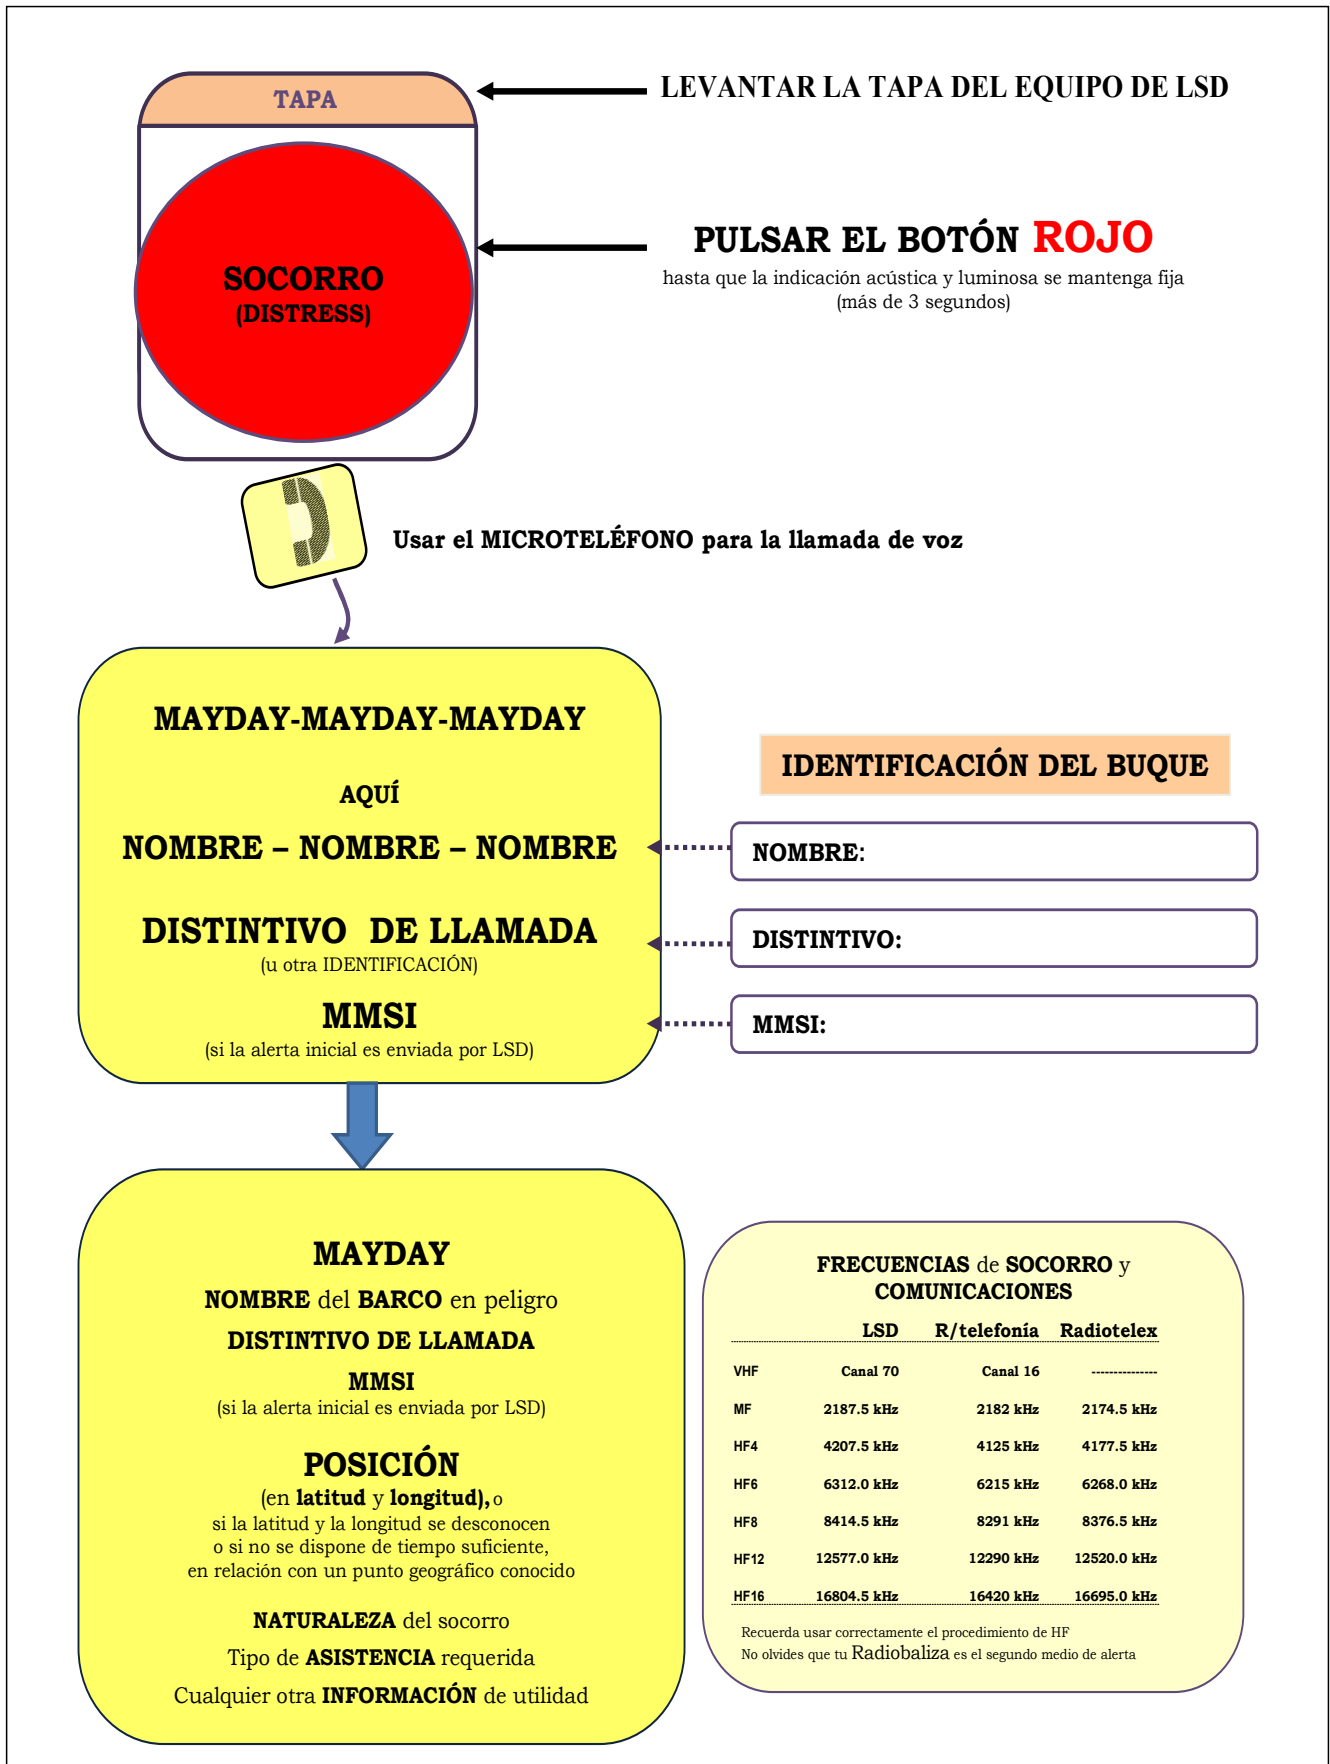 TAPA
LEVANTAR LA TAPA DEL EQUIPO DE LSD
SOCORRO
(DISTRESS)
PULSAR EL BOTÓN ROJO
hasta que la indicación acústica y luminosa se mantenga fija
(más de 3 segundos)
Usar el MICROTELÉFONO para la llamada de voz
MAYDAY-MAYDAY-MAYDAY
AQUÍ
NOMBRE – NOMBRE – NOMBRE
DISTINTIVO DE LLAMADA
(u otra IDENTIFICACIÓN)
MMSI
(si la alerta inicial es enviada por LSD)
IDENTIFICACIÓN DEL BUQUE
NOMBRE:
DISTINTIVO:
MMSI:
MAYDAY
NOMBRE del BARCO en peligro
DISTINTIVO DE LLAMADA
MMSI
(si la alerta inicial es enviada por LSD)
POSICIÓN
(en latitud y longitud), o
si la latitud y la longitud se desconocen
o si no se dispone de tiempo suficiente,
en relación con un punto geográfico conocido
NATURALEZA del socorro
Tipo de ASISTENCIA requerida
Cualquier otra INFORMACIÓN de utilidad
FRECUENCIAS de SOCORRO y
COMUNICACIONES
LSD R/telefonía Radiotelex
VHF Canal 70 Canal 16 ---------------
MF 2187.5 kHz 2182 kHz 2174.5 kHz
HF4 4207.5 kHz 4125 kHz 4177.5 kHz
HF6 6312.0 kHz 6215 kHz 6268.0 kHz
HF8 8414.5 kHz 8291 kHz 8376.5 kHz
HF12 12577.0 kHz 12290 kHz 12520.0 kHz
HF16 16804.5 kHz 16420 kHz 16695.0 kHz
Recuerda usar correctamente el procedimiento de HF
No olvides que tu Radiobaliza es el segundo medio de alerta